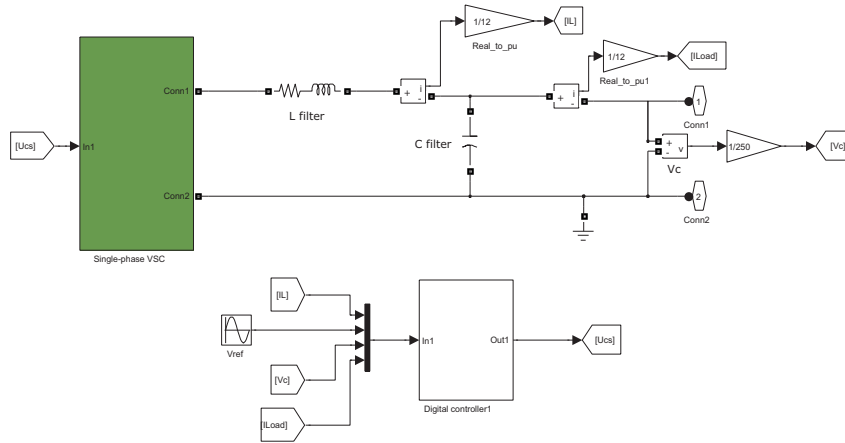 1/12
Real_to_pu
[IL]
1/12
Real_to_pu1
[ILoad]
Conn1
L filter
+
i
-
+
i
-
1
Conn1
[Ucs]
In1
C filter
+
-
v
Vc
1/250
[Vc]
Conn2
2
Conn2
Single-phase VSC
[IL]
Vref
[Vc]
[ILoad]
In1
Out1
Digital controller1
[Ucs]